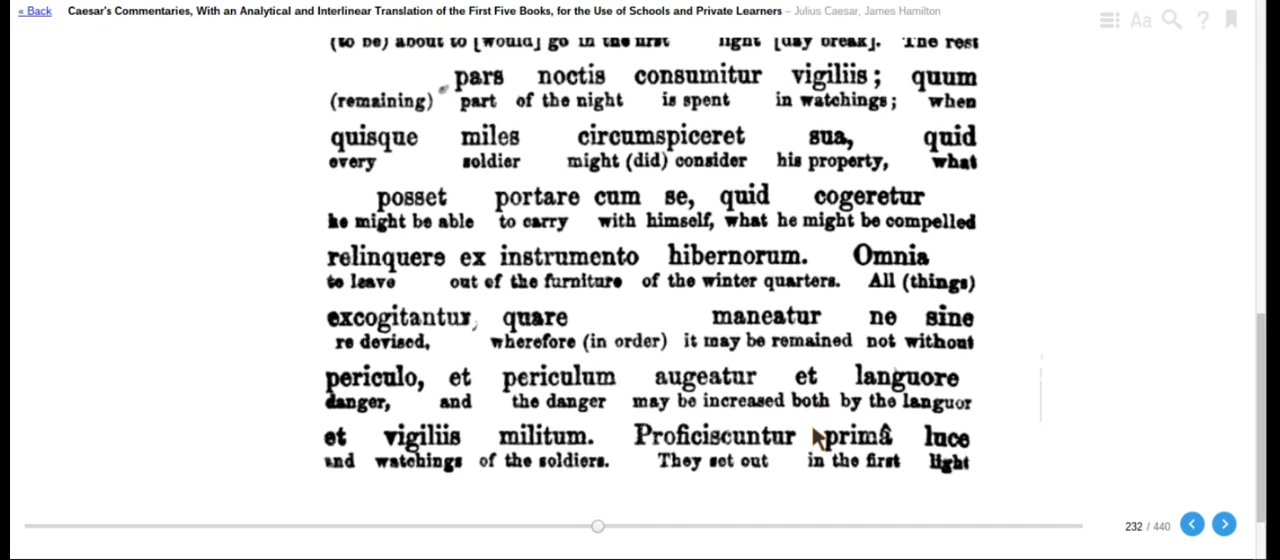 « Back Caesar's Commentaries, With an Analytical and Interlinear Translation of the First Five Books, for the Use of Schools and Private Learners – Julius Caesar, James Hamilton
(to be) about to [would] go in the first light [day break]. The rest
pars noctis consumitur vigiliis; quum
(remaining) part of the night is spent in watchings; when
quisque miles circumspiceret sua, quid
every soldier might (did) consider his property, what
posset portare cum se, quid cogeretur
he might be able to carry with himself, what he might be compelled
relinquere ex instrumento hibernorum. Omnia
to leave out of the furniture of the winter quarters. All (things)
excogitantur, quare maneatur ne sine
re devised, wherefore (in order) it may be remained not without
periculo, et periculum augeatur et languore
danger, and the danger may be increased both by the languor
et vigiliis militum. Proficiscuntur primâ luce
and watchings of the soldiers. They set out in the first light
232 / 440